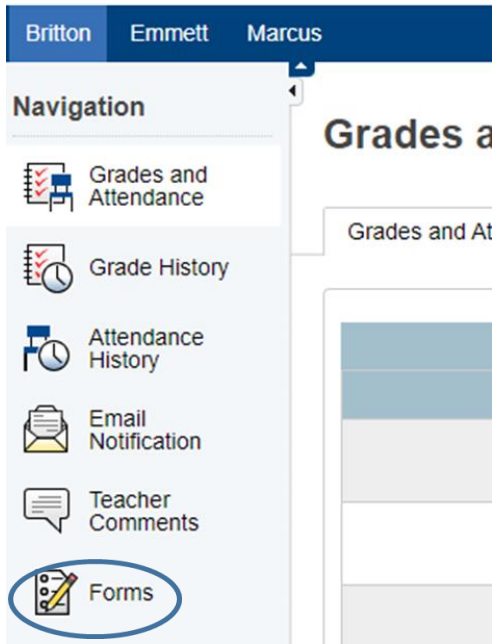 Britton Emmett Marcus
Navigation
Grades a
Grades and
Attendance
Grades and At
Grade History
Attendance
History
Email
Notification
Teacher
Comments
Forms